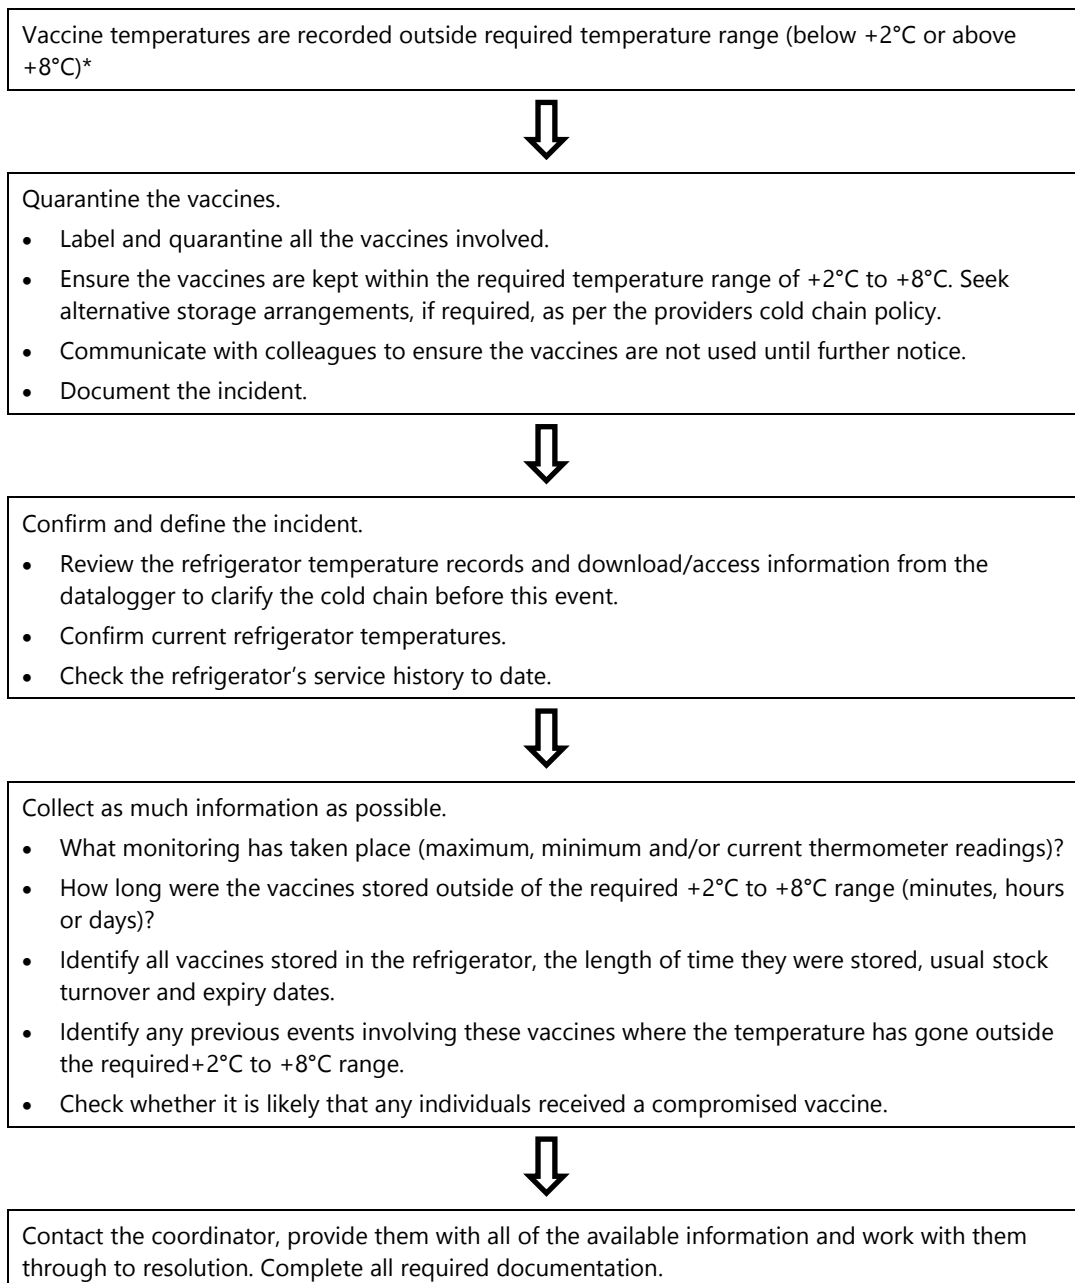 Vaccine temperatures are recorded outside required temperature range (below +2°C or above
+8°C)*
Quarantine the vaccines.
• Label and quarantine all the vaccines involved.
• Ensure the vaccines are kept within the required temperature range of +2°C to +8°C. Seek
alternative storage arrangements, if required, as per the providers cold chain policy.
• Communicate with colleagues to ensure the vaccines are not used until further notice.
• Document the incident.
Confirm and define the incident.
• Review the refrigerator temperature records and download/access information from the
datalogger to clarify the cold chain before this event.
• Confirm current refrigerator temperatures.
• Check the refrigerator’s service history to date.
Collect as much information as possible.
• What monitoring has taken place (maximum, minimum and/or current thermometer readings)?
• How long were the vaccines stored outside of the required +2°C to +8°C range (minutes, hours
or days)?
• Identify all vaccines stored in the refrigerator, the length of time they were stored, usual stock
turnover and expiry dates.
• Identify any previous events involving these vaccines where the temperature has gone outside
the required+2°C to +8°C range.
• Check whether it is likely that any individuals received a compromised vaccine.
Contact the coordinator, provide them with all of the available information and work with them
through to resolution. Complete all required documentation.